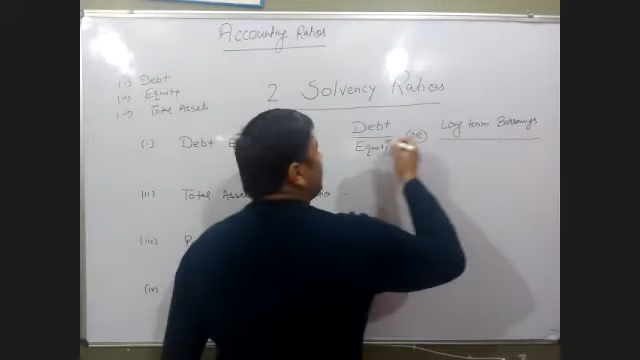 Accounting Ratios
(i) Debt
(ii) Equity
(iii) Total Assets
2 Solvency Ratios
(i) Debt E
Debt
Equity
(OR)
Long term Borrowings
(ii) Total Assets
(iii) P
(iv)